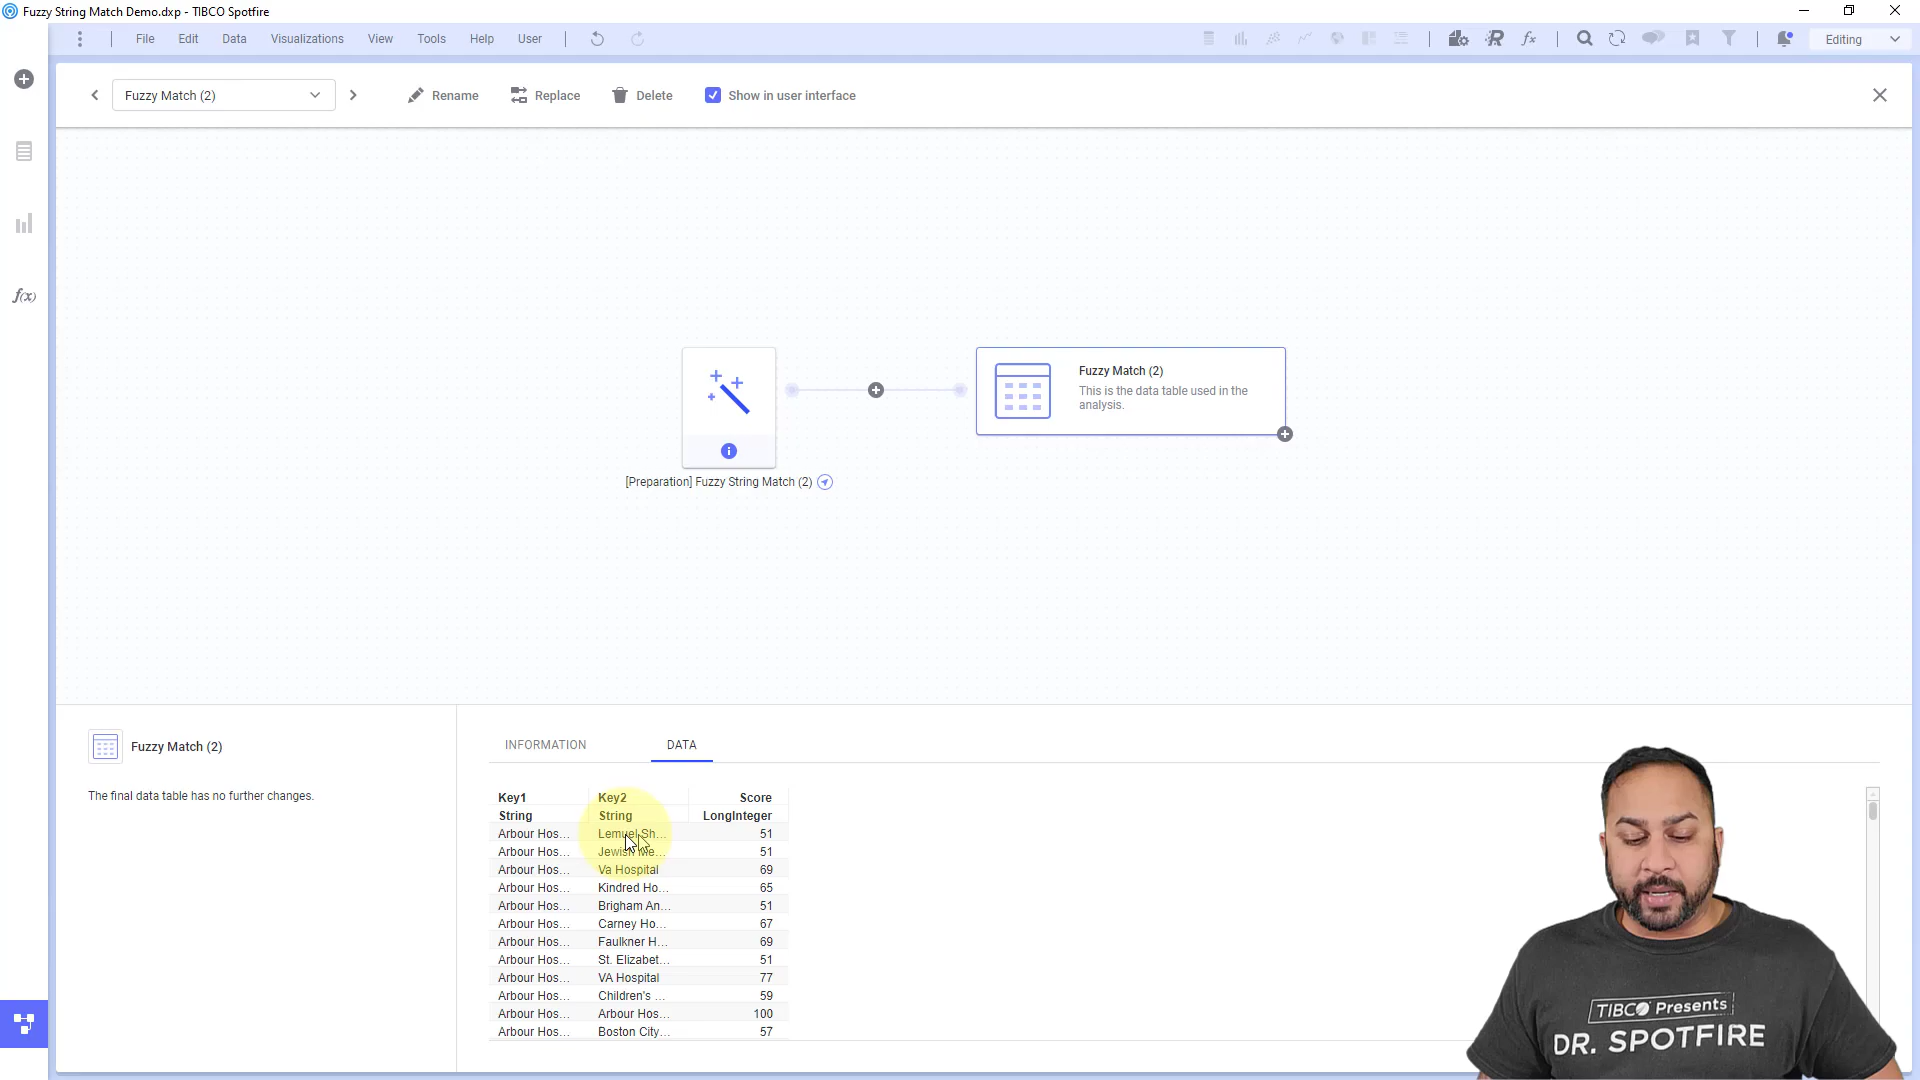 Fuzzy String Match Demo.dxp - TIBCO Spotfire
File Edit Data Visualizations View Tools Help User
Editing
Fuzzy Match (2)
Rename Replace Delete Show in user interface
Fuzzy Match (2)
This is the data table used in the
analysis.
[Preparation] Fuzzy String Match (2)
Fuzzy Match (2)
The final data table has no further changes.
INFORMATION DATA
Key1 Key2 Score
String String LongInteger
Arbour Hos... Lemuel Sh... 51
Arbour Hos... Jewish Me... 51
Arbour Hos... Va Hospital 69
Arbour Hos... Kindred Ho... 65
Arbour Hos... Brigham An... 51
Arbour Hos... Carney Ho... 67
Arbour Hos... Faulkner H... 69
Arbour Hos... St. Elizabet... 51
Arbour Hos... VA Hospital 77
Arbour Hos... Children's ... 59
Arbour Hos... Arbour Hos... 100
Arbour Hos... Boston City... 57
f(x)
TIBCO Presents
DR. SPOTFIRE